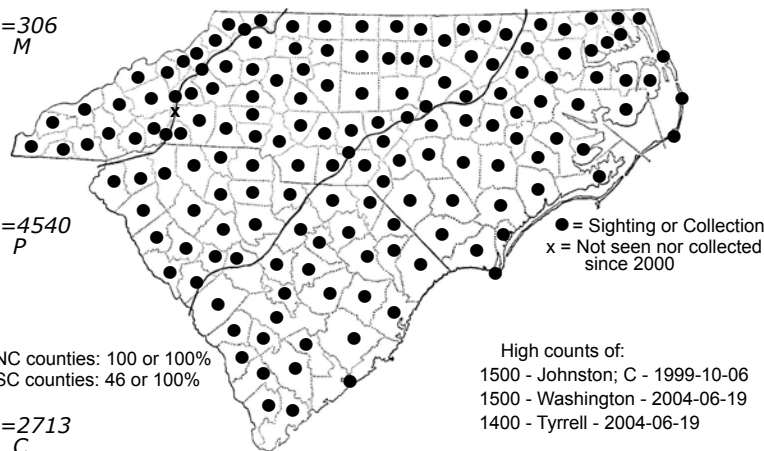 =306
M
x
=4540
P
● = Sighting or Collection
x = Not seen nor collected
since 2000
NC counties: 100 or 100%
SC counties: 46 or 100%
High counts of:
1500 - Johnston; C - 1999-10-06
1500 - Washington - 2004-06-19
1400 - Tyrrell - 2004-06-19
=2713
C